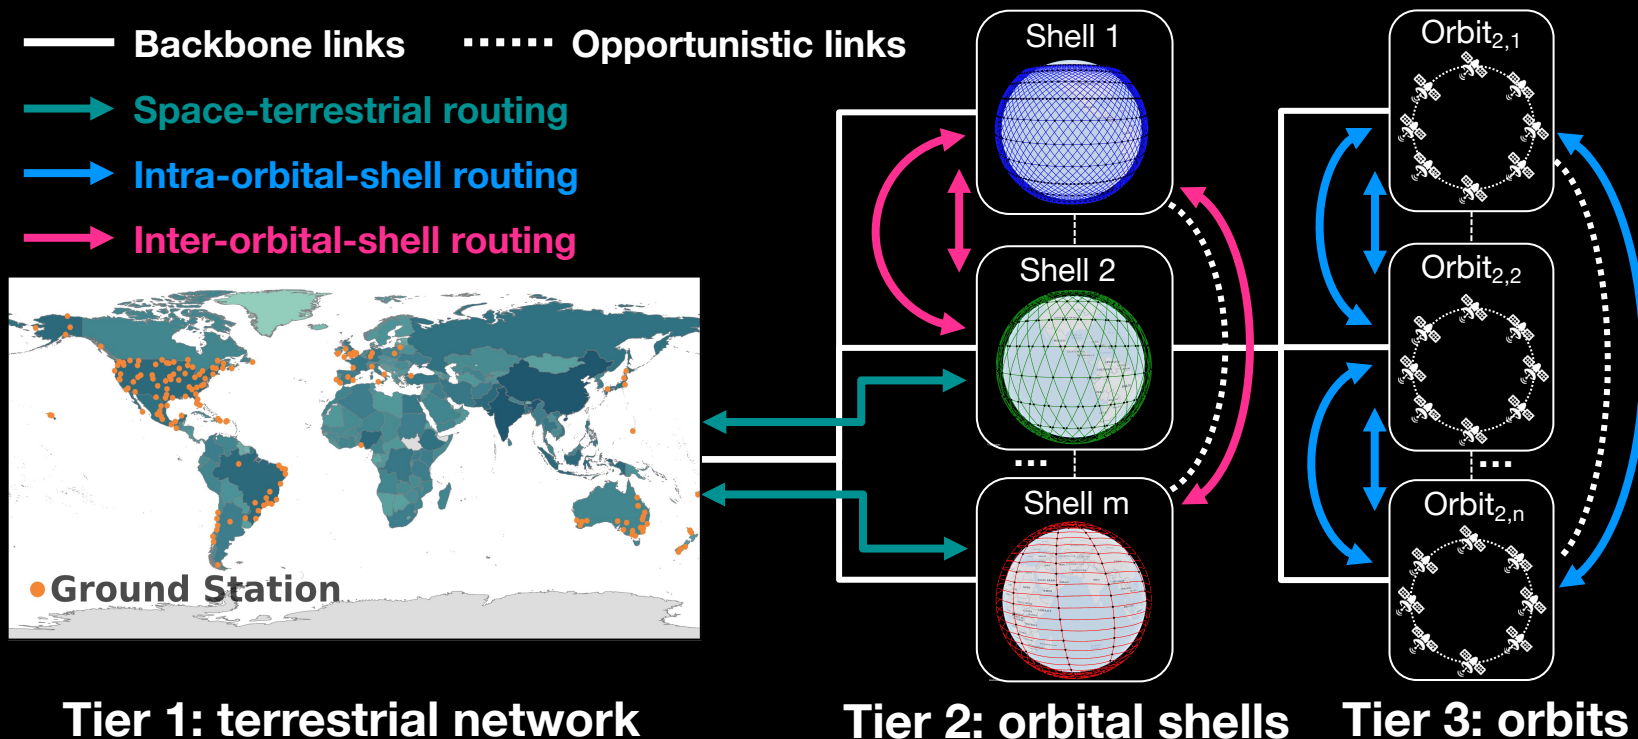 Backbone links
Opportunistic links
Space-terrestrial routing
Intra-orbital-shell routing
Inter-orbital-shell routing
Ground Station
Shell 1
Shell 2
...
Shell m
Orbit2,1
Orbit2,2
...
Orbit2,n
Tier 1: terrestrial network
Tier 2: orbital shells
Tier 3: orbits